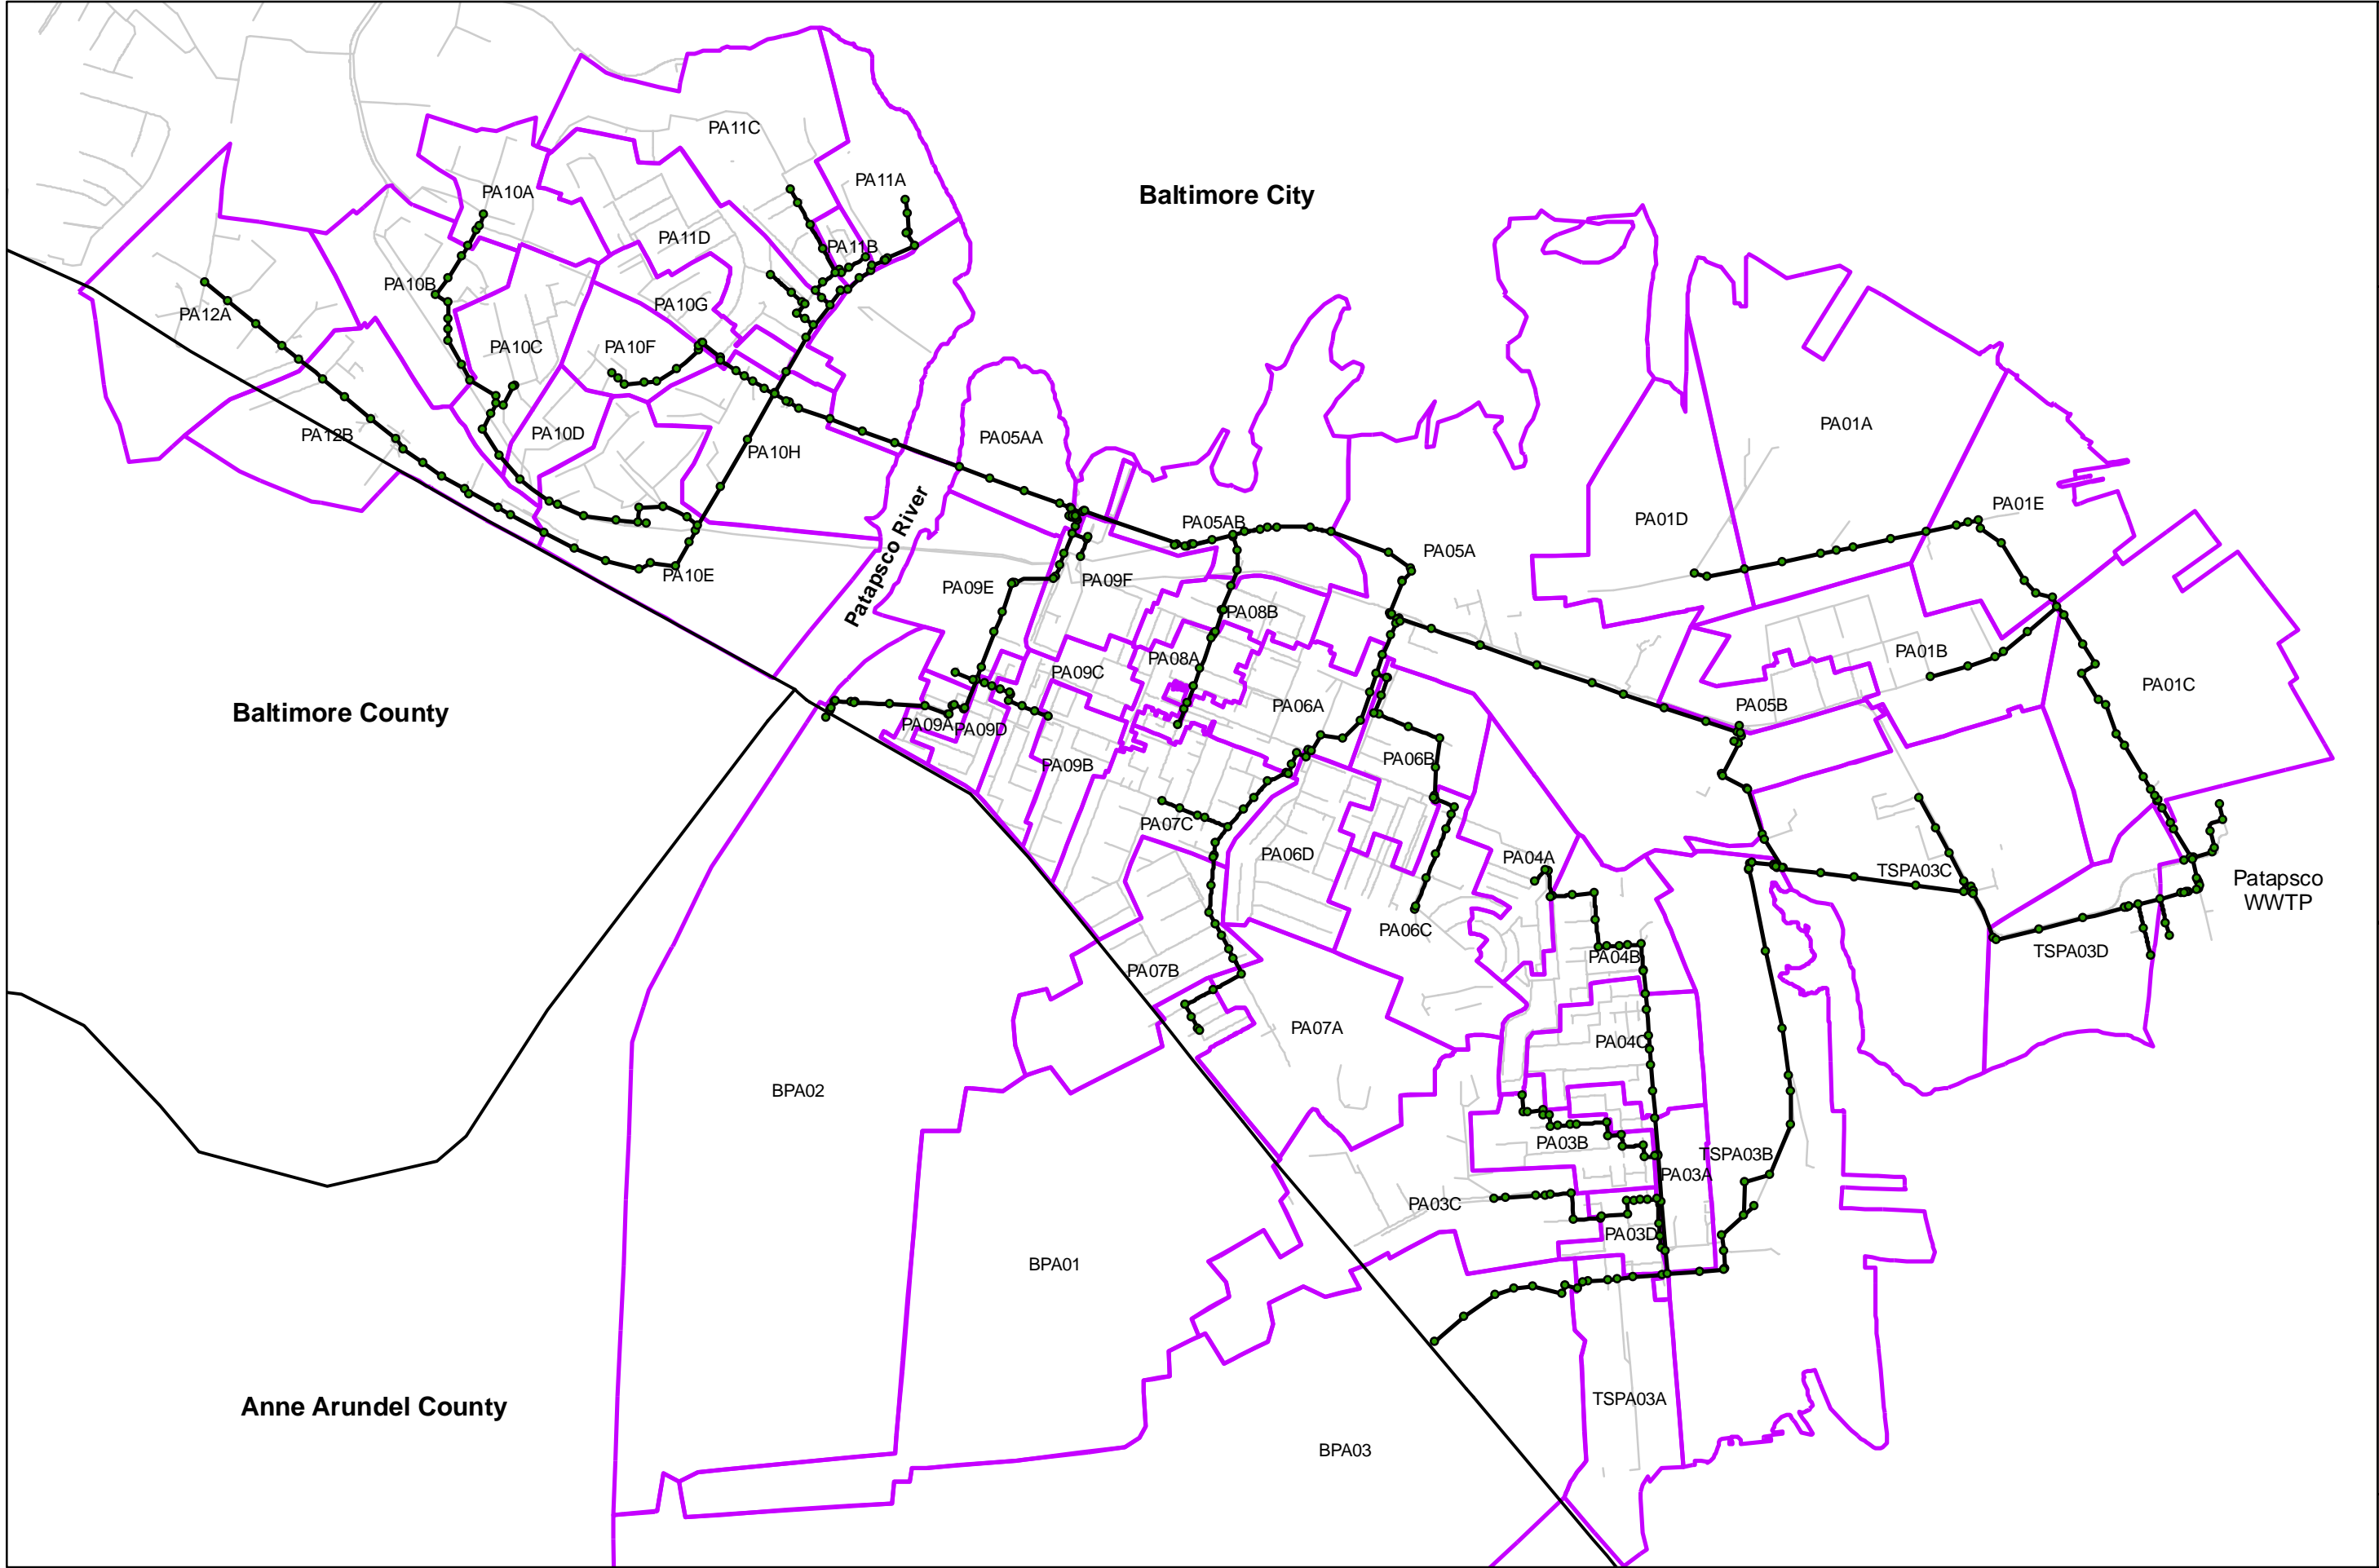 PA11C
PA11A
PA10A
Baltimore City
PA11D
PA11B
PA10B
PA10G
PA12A
PA10C
PA10F
PA01A
PA12B
PA10D
PA05AA
PA10H
PA01E
PA01D
PA05AB
Patapsco River
PA05A
PA10E
PA09E
PA09F
PA08B
PA01B
PA08A
PA09C
PA01C
PA06A
PA05B
Baltimore County
PA09A
PA09D
PA06B
PA09B
PA07C
PA06D
PA04A
TSPA03C
Patapsco
WWTP
PA06C
TSPA03D
PA04B
PA07B
PA07A
PA04C
BPA02
PA03B
TSPA03B
PA03A
PA03C
PA03D
BPA01
TSPA03A
Anne Arundel County
BPA03